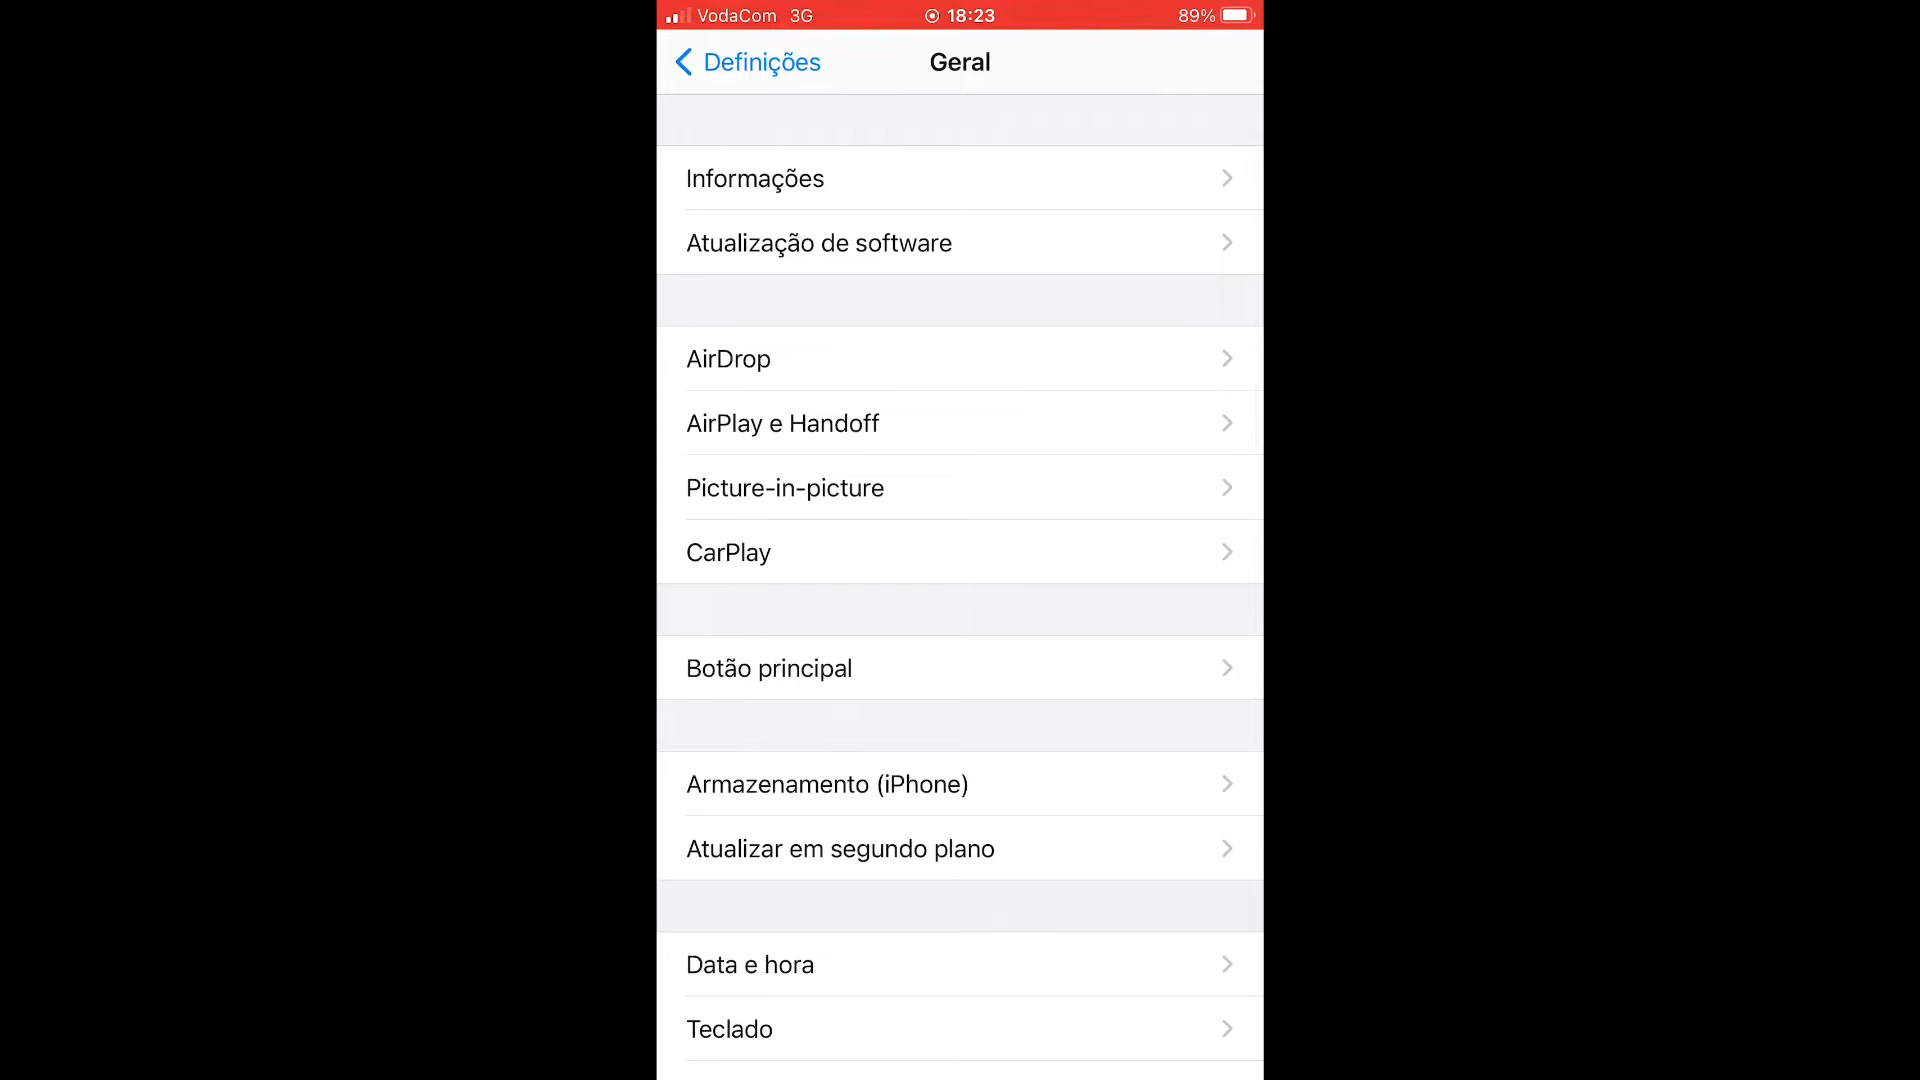 VodaCom 3G 18:23 89%
Definições Geral
Informações
Atualização de software
AirDrop
AirPlay e Handoff
Picture-in-picture
CarPlay
Botão principal
Armazenamento (iPhone)
Atualizar em segundo plano
Data e hora
Teclado